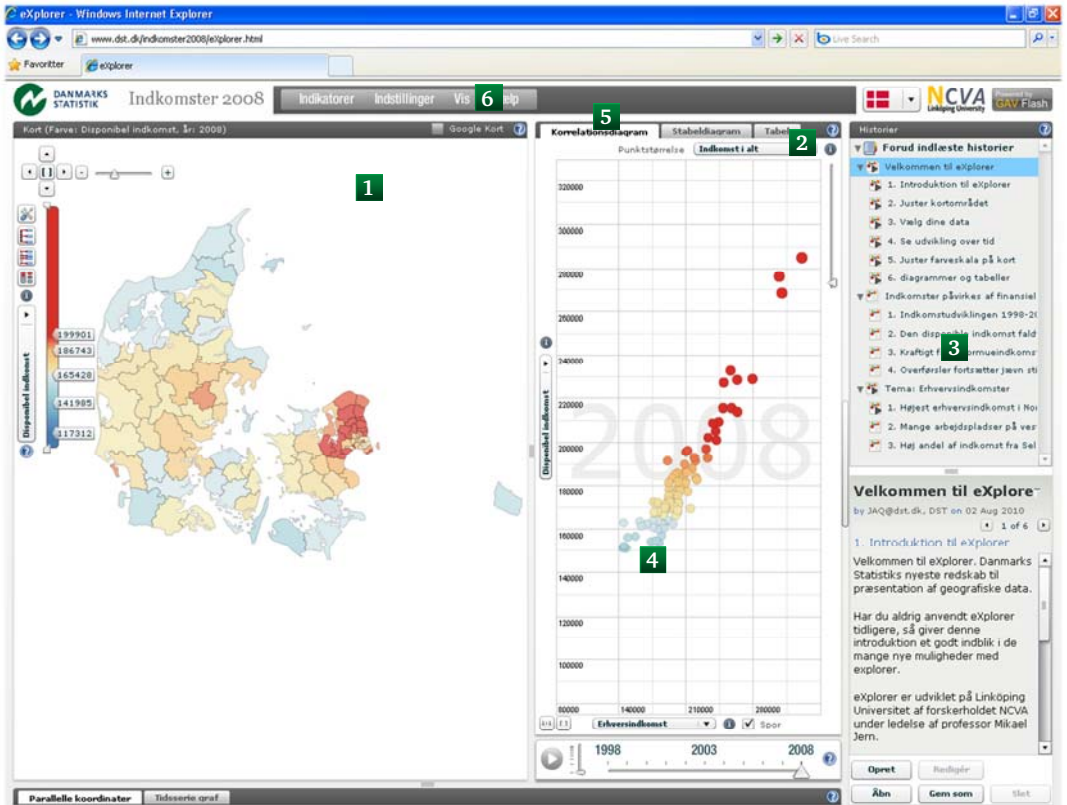 eXplorer - Windows Internet Explorer
www.dst.dk/indkomster2008/eXplorer.html
Live Search
Favoritter
eXplorer
DANMARKS STATISTIK
Indkomster 2008
Indikatorer Indstillinger Vis 6
NCVA
Linköping University
Powered by GAV Flash
Kort (Farve: Disponibel indkomst, år: 2008)
Google Kort
1
199901
186743
165428
141985
117312
Disponibel indkomst
5
Korrelationsdiagram Stabeldiagram Tabel
2
Punktstørrelse Indkomst i alt
320000
300000
280000
260000
240000
220000
200000
180000
160000
140000
120000
100000
80000 140000 210000 280000
2008
Disponibel indkomst
4
Erhversindkomst
Spor
1998 2003 2008
Historier
Forud indlæste historier
Velkommen til eXplorer
1. Introduktion til eXplorer
2. Juster kortområdet
3. Vælg dine data
4. Se udvikling over tid
5. Juster farveskala på kort
6. diagrammer og tabeller
Indkomster påvirkes af finansiel
1. Indkomstudviklingen 1998-20
2. Den disponible indkomst fald
3. Kraftigt
3
4. Overførsler fortsætter jævn sti
Tema: Erhvervsindkomster
1. Højest erhvervsindkomst i Nor
2. Mange arbejdspladser på ves
3. Høj andel af indkomst fra Sel
Velkommen til eXplore
by JAQ@dst.dk, DST on 02 Aug 2010
1 of 6
1. Introduktion til eXplorer
Velkommen til eXplorer. Danmarks
Statistiks nyeste redskab til
præsentation af geografiske data.
Har du aldrig anvendt eXplorer
tidligere, så giver denne
introduktion et godt indblik i de
mange nye muligheder med
explorer.
eXplorer er udviklet på Linköping
Universitet af forskerholdet NCVA
under ledelse af professor Mikael
Jern.
Opret Redigér
Åbn Gem som Slet
Parallelle koordinater Tidsserie graf